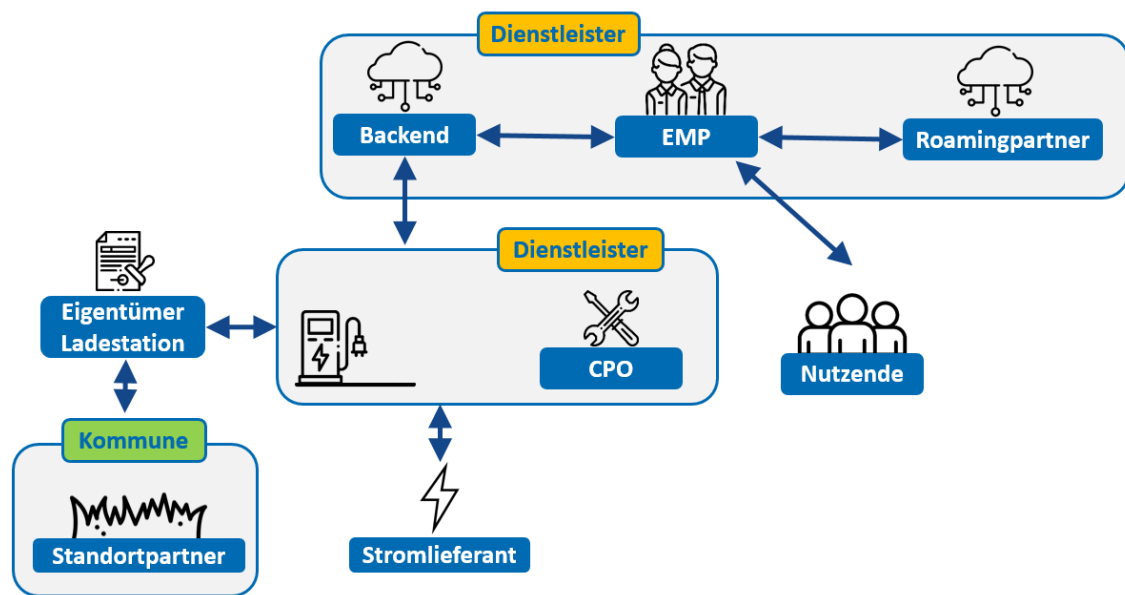 Dienstleister
Backend
EMP
Roamingpartner
Dienstleister
Eigentümer
Ladestation
CPO
Nutzende
Kommune
Standortpartner
Stromlieferant